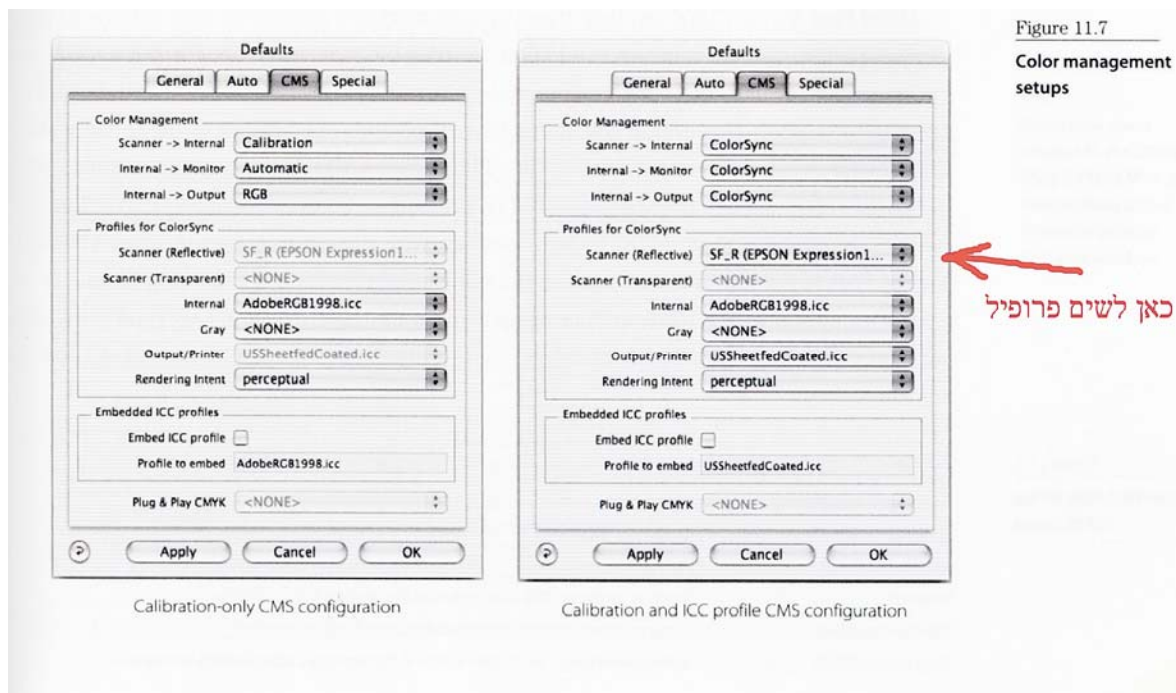 Figure 11.7
Color management
setups
Defaults
General Auto CMS Special
Color Management
Scanner -> Internal Calibration
Internal -> Monitor Automatic
Internal -> Output RGB
Profiles for ColorSync
Scanner (Reflective) SF_R (EPSON Expression1...
Scanner (Transparent) <NONE>
Internal AdobeRGB1998.icc
Gray <NONE>
Output/Printer USSheetfedCoated.icc
Rendering Intent perceptual
Embedded ICC profiles
Embed ICC profile
Profile to embed AdobeRGB1998.icc
Plug & Play CMYK <NONE>
? Apply Cancel OK
Calibration-only CMS configuration
Defaults
General Auto CMS Special
Color Management
Scanner -> Internal ColorSync
Internal -> Monitor ColorSync
Internal -> Output ColorSync
Profiles for ColorSync
Scanner (Reflective) SF_R (EPSON Expression1...
Scanner (Transparent) <NONE>
Internal AdobeRGB1998.icc
Gray <NONE>
Output/Printer USSheetfedCoated.icc
Rendering Intent perceptual
Embedded ICC profiles
Embed ICC profile
Profile to embed USSheetfedCoated.icc
Plug & Play CMYK <NONE>
? Apply Cancel OK
Calibration and ICC profile CMS configuration
כאן לשים פרופיל